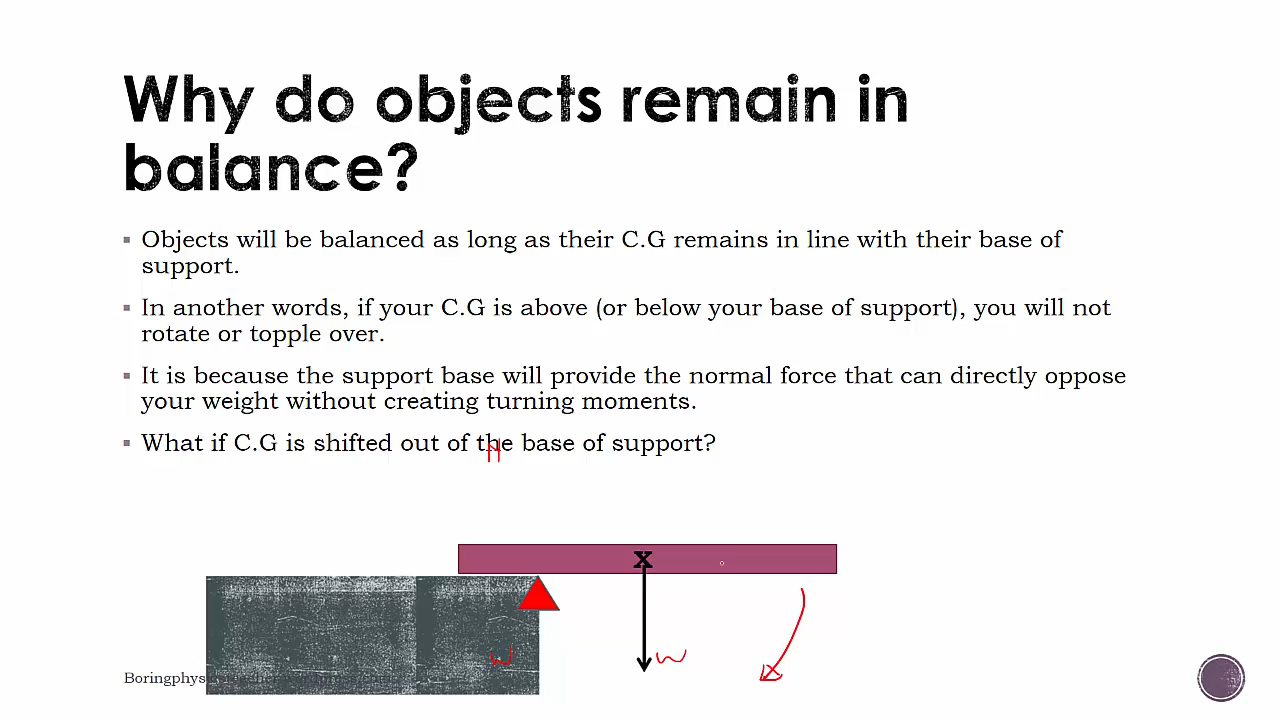 Why do objects remain in
balance?
Objects will be balanced as long as their C.G remains in line with their base of
support.
In another words, if your C.G is above (or below your base of support), you will not
rotate or topple over.
It is because the support base will provide the normal force that can directly oppose
your weight without creating turning moments.
What if C.G is shifted out of the base of support?
N
X
W
W